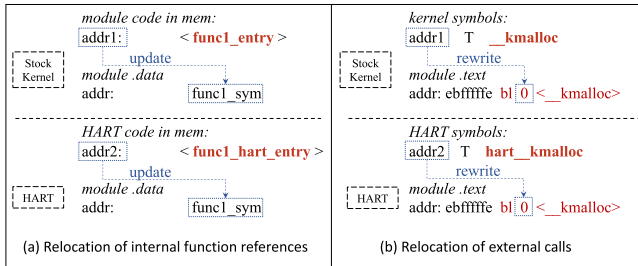 module code in mem:
addr1: < func1_entry >
Stock Kernel
update
module .data
addr: func1_sym
HART code in mem:
addr2: < func1_hart_entry >
update
HART
module .data
addr: func1_sym
(a) Relocation of internal function references
kernel symbols:
addr1 T __kmalloc
Stock Kernel
rewrite
module .text
addr: ebfffffe bl 0 <__kmalloc>
HART symbols:
addr2 T hart__kmalloc
rewrite
HART
module .text
addr: ebfffffe bl 0 <__kmalloc>
(b) Relocation of external calls